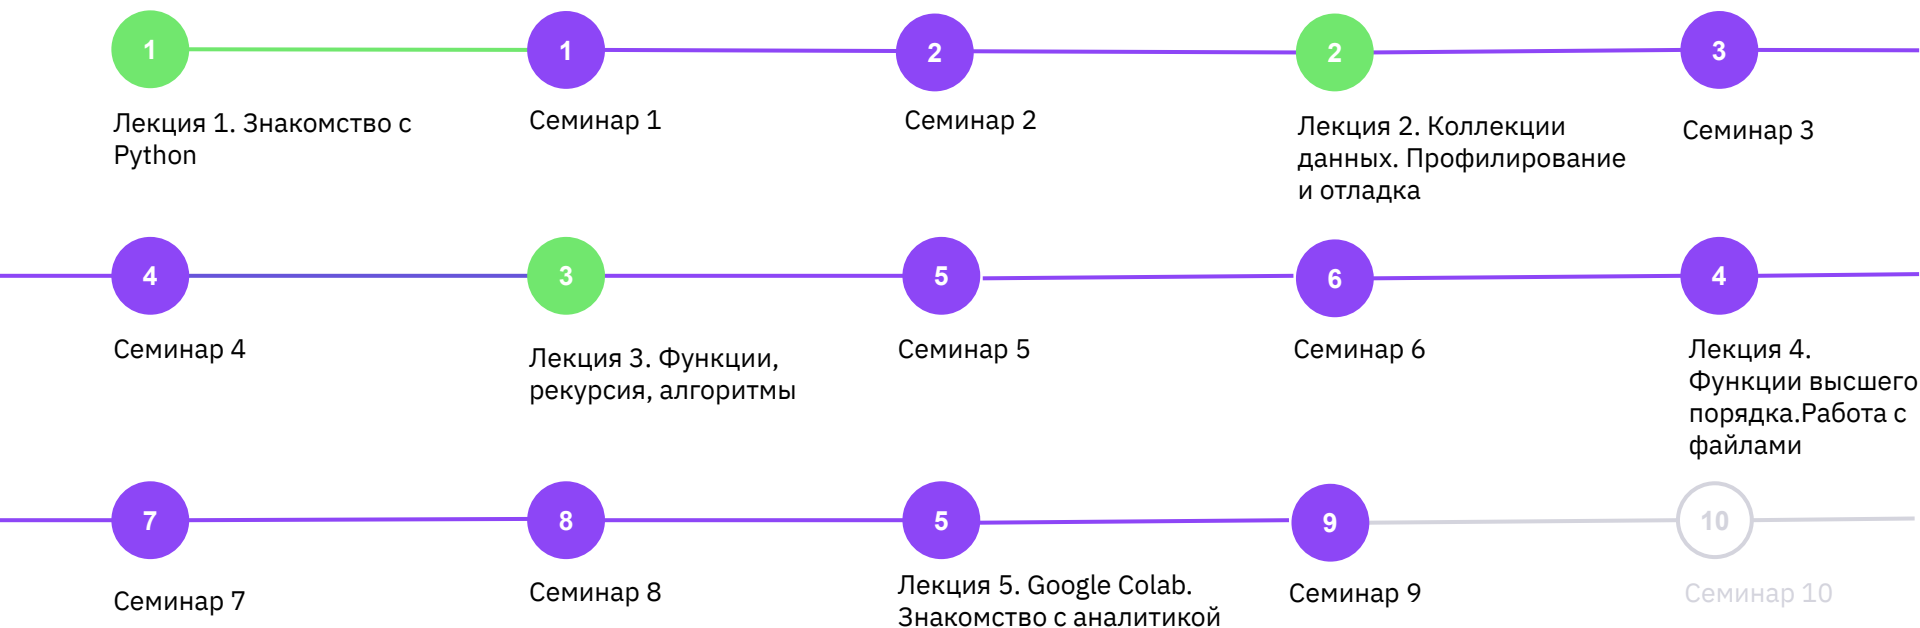 1
1
2
2
3
Лекция 1. Знакомство с
Python
Семинар 1
Семинар 2
Лекция 2. Коллекции
данных. Профилирование
и отладка
Семинар 3
4
3
5
6
4
Семинар 4
Лекция 3. Функции,
рекурсия, алгоритмы
Семинар 5
Семинар 6
Лекция 4.
Функции высшего
порядка.Работа с
файлами
7
8
5
9
10
Семинар 7
Семинар 8
Лекция 5. Google Colab.
Знакомство с аналитикой
Семинар 9
Семинар 10